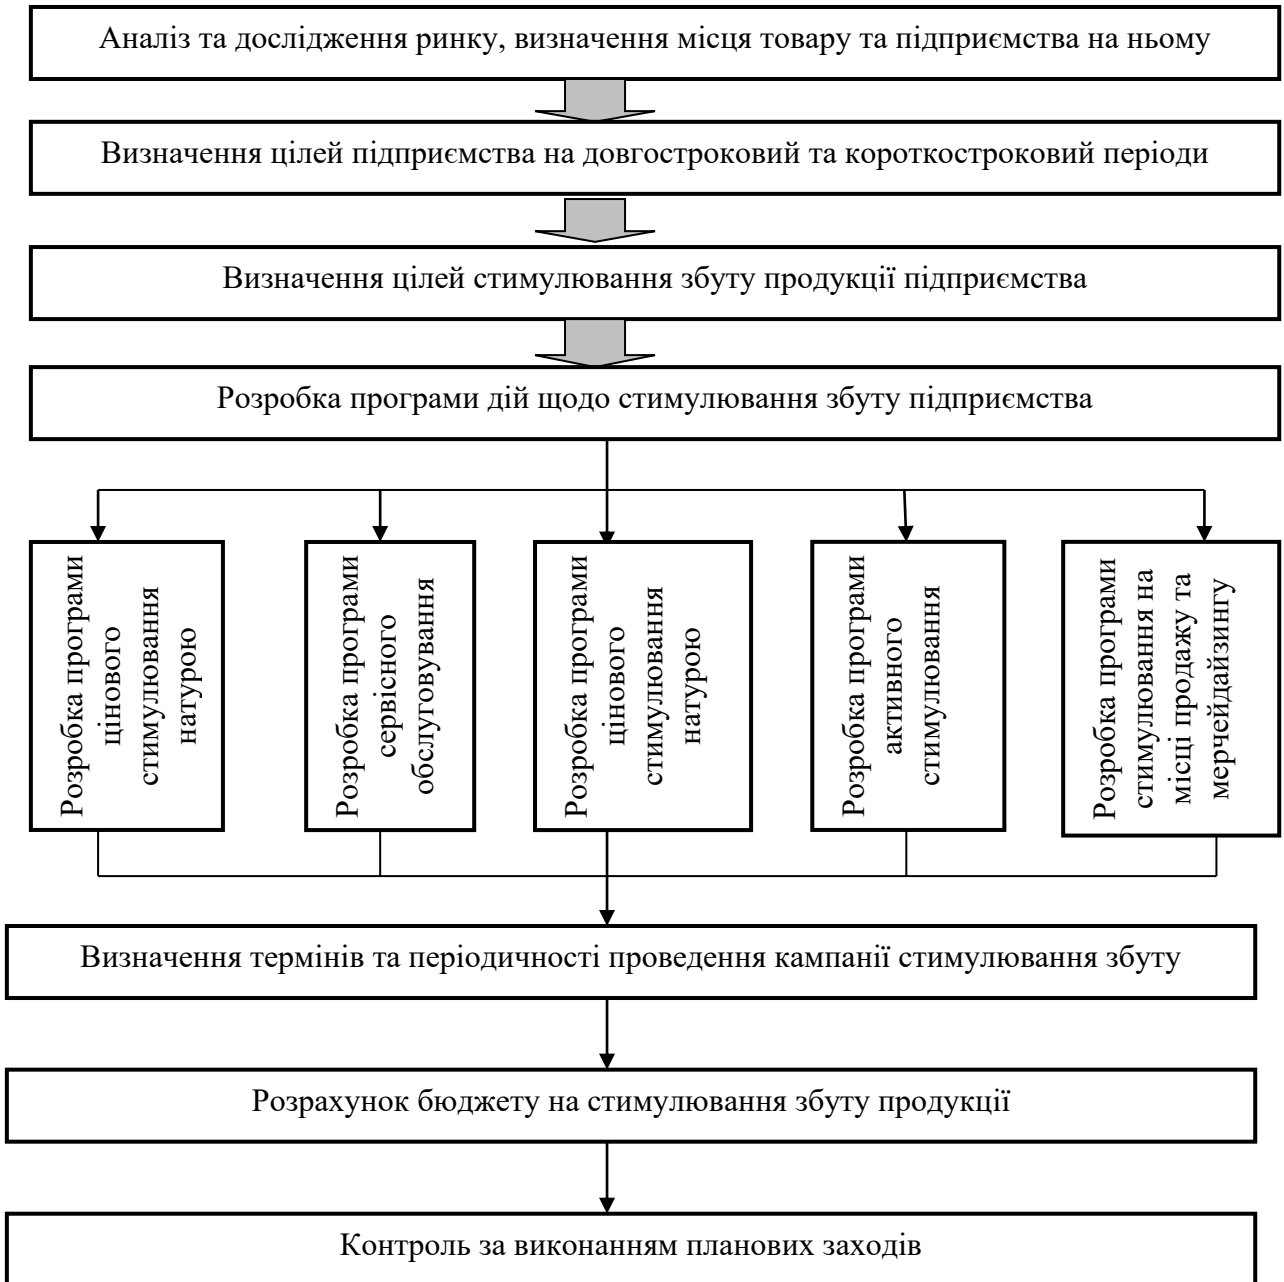 Аналіз та дослідження ринку, визначення місця товару та підприємства на ньому
Визначення цілей підприємства на довгостроковий та короткостроковий періоди
Визначення цілей стимулювання збуту продукції підприємства
Розробка програми дій щодо стимулювання збуту підприємства
Розробка програми
цінового
стимулювання
натурою
Розробка програми
сервісного
обслуговування
Розробка програми
цінового
стимулювання
натурою
Розробка програми
активного
стимулювання
Розробка програми
стимулювання на
місці продажу та
мерчейдайзингу
Визначення термінів та періодичності проведення кампанії стимулювання збуту
Розрахунок бюджету на стимулювання збуту продукції
Контроль за виконанням планових заходів